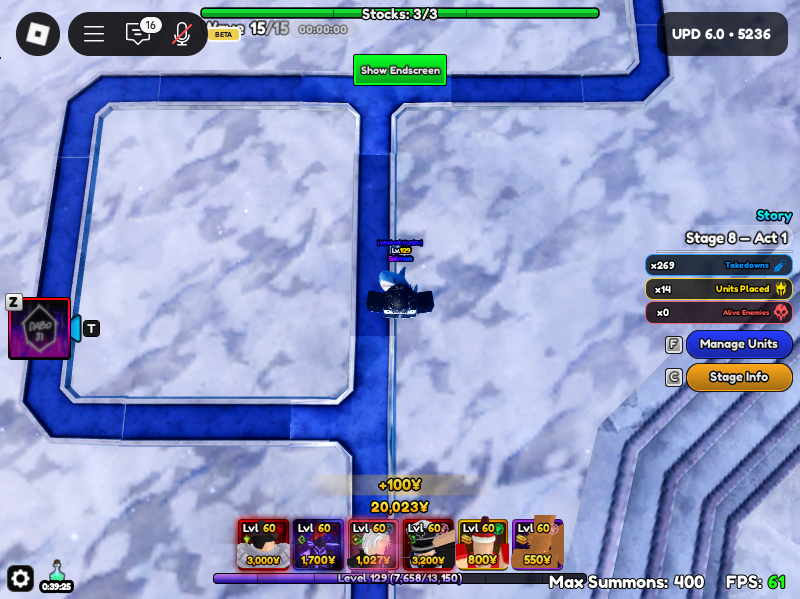 Stocks: 3/3
Wave 15/15 00:00:00
16
BETA
UPD 6.0 • 5236
Show Endscreen
Story
Stage 8 — Act 1
x269 Takedowns
x14 Units Placed
x0 Alive Enemies
F Manage Units
C Stage Info
Lvl 129
Z
DABO
31
T
+100¥
20,023¥
Lvl 60 Lvl 60 Lvl 60 Lvl 60 Lvl 60 Lvl 60
3,000¥ 1,700¥ 1,027¥ 3,200¥ 800¥ 550¥
Level 129 (7,658/13,150)
0:39:25
Max Summons: 400 FPS: 61